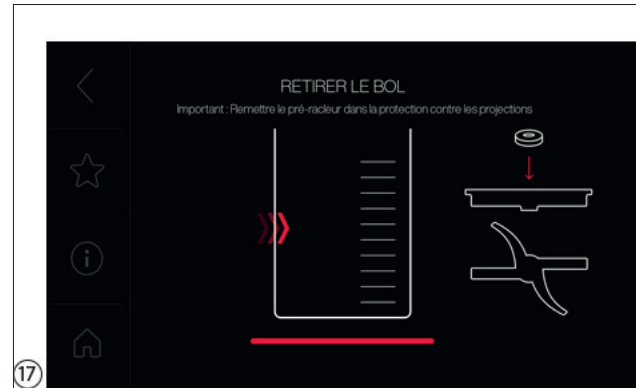 RETIRER LE BOL
Important : Remettre le pré-racleur dans la protection contre les projections
17